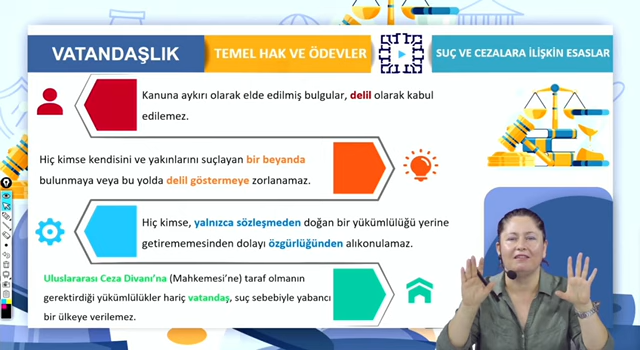 VATANDAŞLIK
TEMEL HAK VE ÖDEVLER
SUÇ VE CEZALARA İLİŞKİN ESASLAR
Kanuna aykırı olarak elde edilmiş bulgular, delil olarak kabul
edilemez.
Hiç kimse kendisini ve yakınlarını suçlayan bir beyanda
bulunmaya veya bu yolda delil göstermeye zorlanamaz.
Hiç kimse, yalnızca sözleşmeden doğan bir yükümlülüğü yerine
getirememesinden dolayı özgürlüğünden alıkonulamaz.
Uluslararası Ceza Divanı’na (Mahkemesi’ne) taraf olmanın
gerektirdiği yükümlülükler hariç vatandaş, suç sebebiyle yabancı
bir ülkeye verilemez.